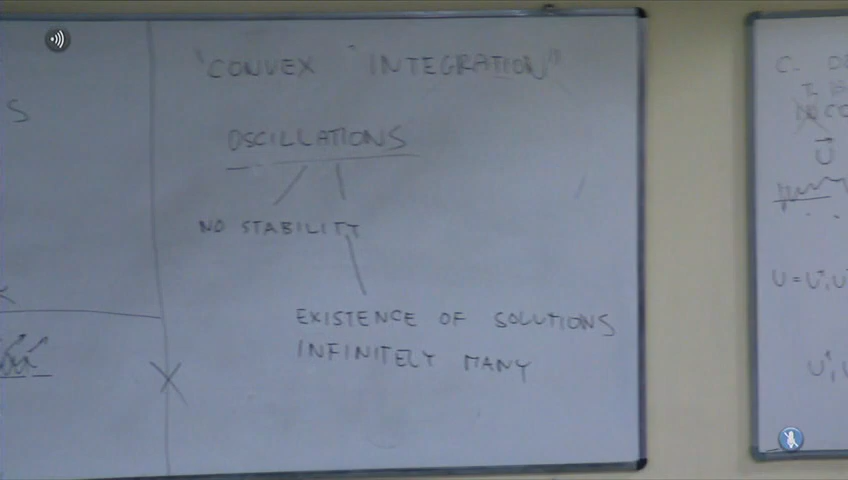 S
"CONVEX INTEGRATION"
OSCILLATIONS
NO STABILITY
EXISTENCE OF SOLUTIONS
INFINITELY MANY
X
C.
U